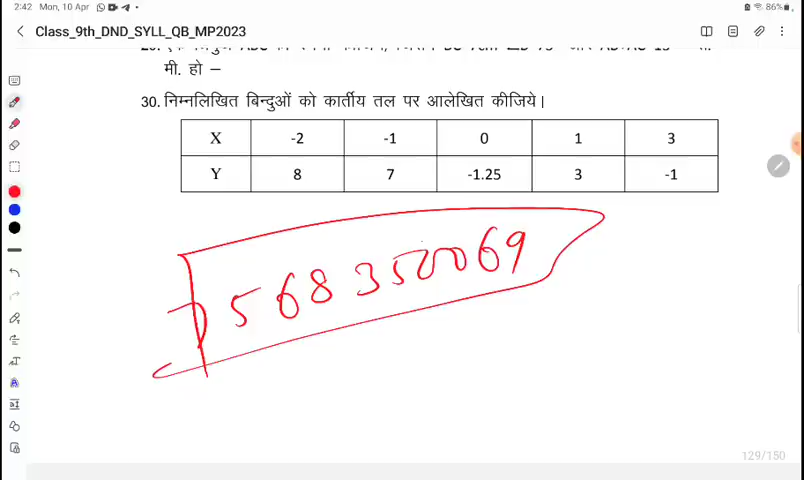 2:42 Mon, 10 Apr 86%
Class_9th_DND_SYLL_QB_MP2023
मी. हो –
30. निम्नलिखित बिन्दुओं को कार्तीय तल पर आलेखित कीजिये।
X -2 -1 0 1 3
Y 8 7 -1.25 3 -1
568352069
129/150